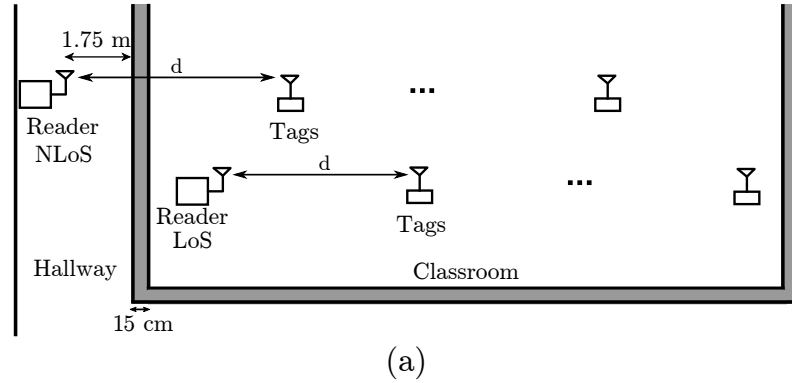 1.75 m
d
...
Reader
NLoS
Tags
d
...
Reader
LoS
Tags
Hallway
Classroom
15 cm
(a)